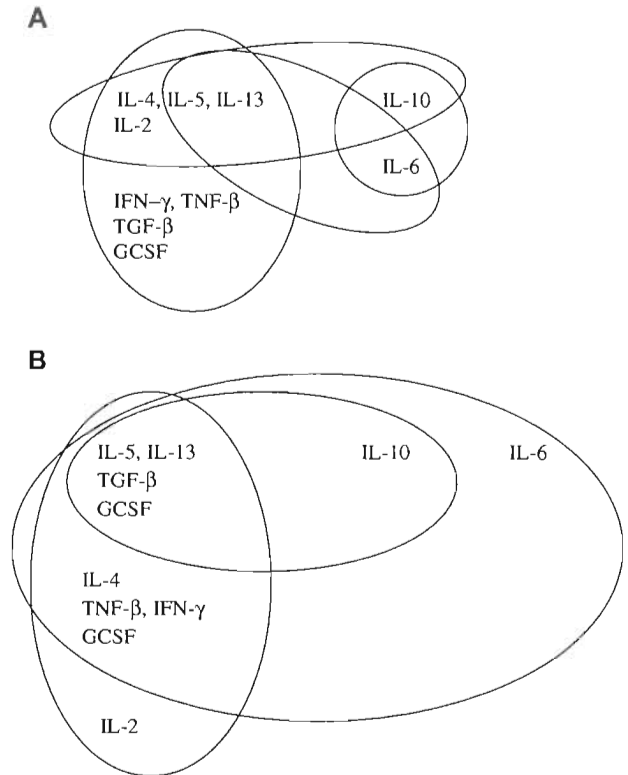 A
IL-4, IL-5, IL-13
IL-10
IL-2
IL-6
IFN–γ, TNF-β
TGF-β
GCSF
B
IL-5, IL-13
IL-10
IL-6
TGF-β
GCSF
IL-4
TNF-β, IFN-γ
GCSF
IL-2